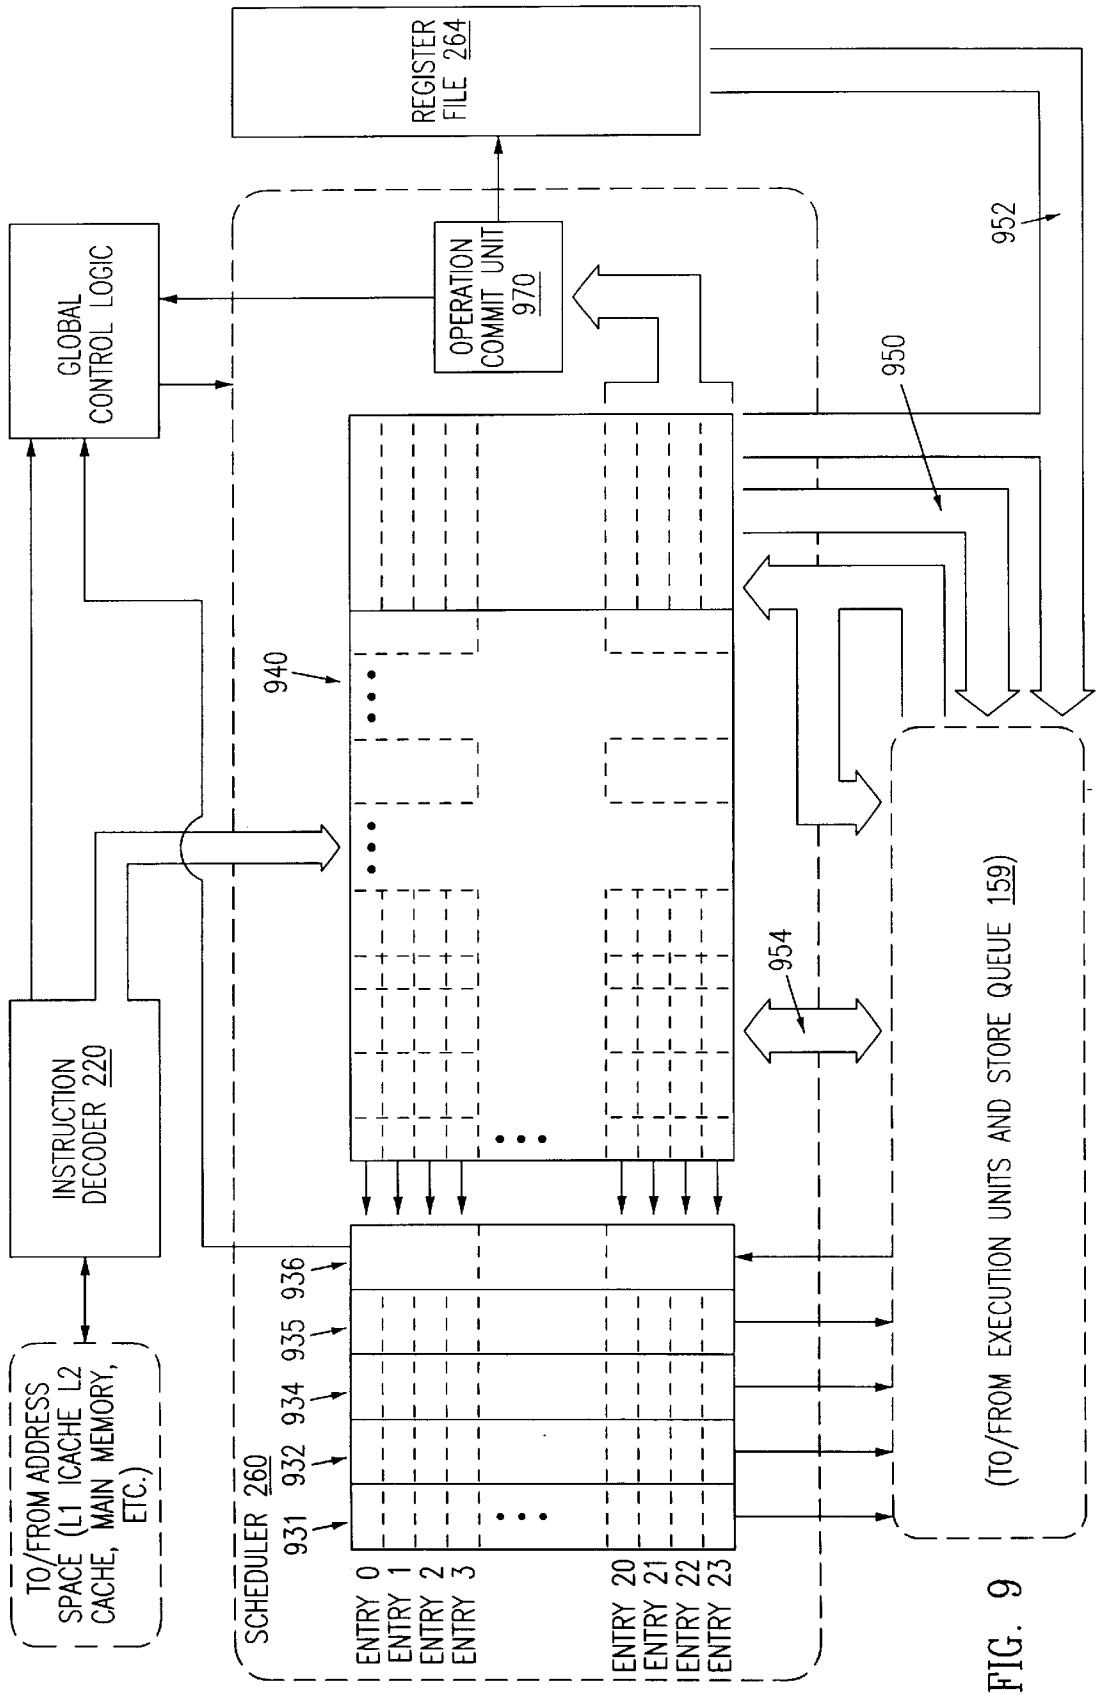 TO/FROM ADDRESS
SPACE (L1 ICACHE L2
CACHE, MAIN MEMORY,
ETC.)
INSTRUCTION
DECODER 220
GLOBAL
CONTROL LOGIC
REGISTER
FILE 264
SCHEDULER 260
931
932
934
935
936
940
OPERATION
COMMIT UNIT
970
ENTRY 0
ENTRY 1
ENTRY 2
ENTRY 3
ENTRY 20
ENTRY 21
ENTRY 22
ENTRY 23
954
950
952
(TO/FROM EXECUTION UNITS AND STORE QUEUE 159)
FIG. 9